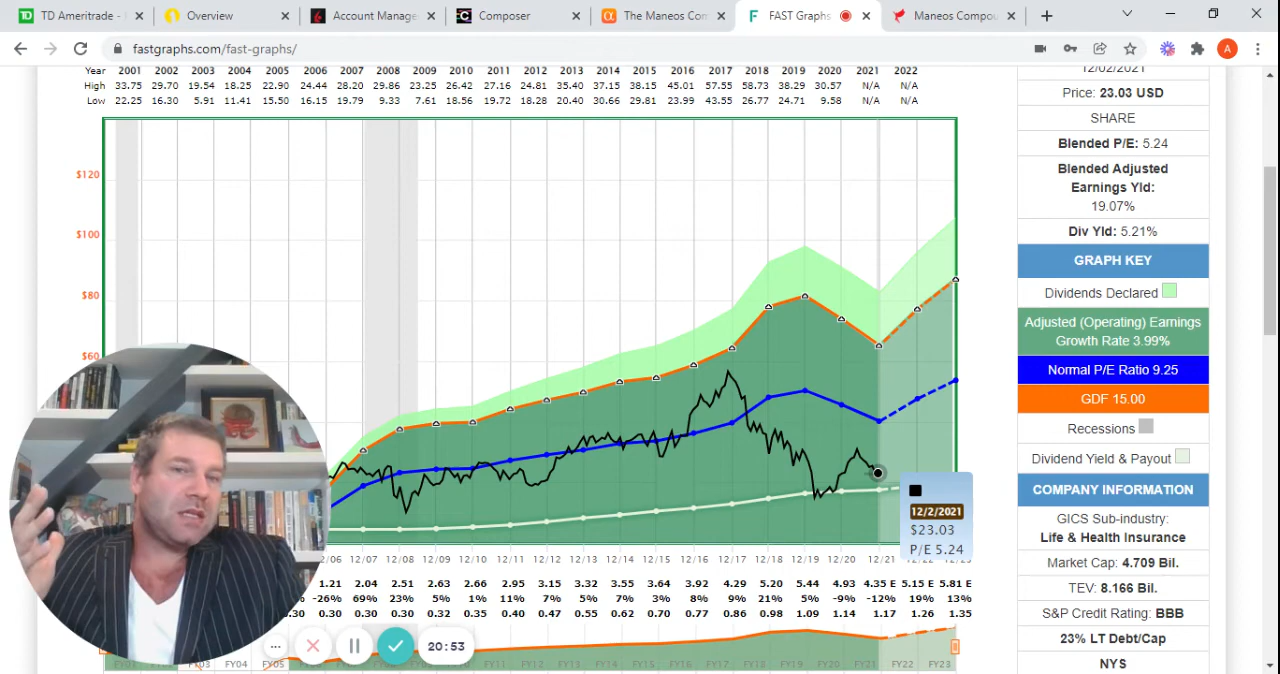 TD Ameritrade -
Overview
Account Manage
Composer
The Maneos Com
FAST Graphs
Maneos Compou
fastgraphs.com/fast-graphs/
A
Year 2001 2002 2003 2004 2005 2006 2007 2008 2009 2010 2011 2012 2013 2014 2015 2016 2017 2018 2019 2020 2021 2022
High 33.75 29.70 19.54 18.25 22.90 24.44 28.20 29.86 23.25 26.42 27.16 24.81 35.40 37.15 38.15 45.01 57.55 58.73 38.29 30.57 N/A N/A
Low 22.25 16.30 5.91 11.41 15.50 16.15 19.79 9.33 7.61 18.56 19.72 18.28 20.40 30.66 29.81 23.99 43.55 26.77 24.71 9.58 N/A N/A
$120
$100
$80
$60
12/2/2021
$23.03
P/E 5.24
2/06 12/07 12/08 12/09 12/10 12/11 12/12 12/13 12/14 12/15 12/16 12/17 12/18 12/19 12/20 12/21
1.21 2.04 2.51 2.63 2.66 2.95 3.15 3.32 3.55 3.64 3.92 4.29 5.20 5.44 4.93 4.35 E 5.15 E 5.81 E
-26% 69% 23% 5% 1% 11% 7% 5% 7% 3% 8% 9% 21% 5% -9% -12% 19% 13%
.30 0.30 0.30 0.30 0.32 0.35 0.40 0.47 0.55 0.62 0.70 0.77 0.86 0.98 1.09 1.14 1.17 1.26 1.35
20:53
FY01 FY03 FY04 FY05 FY11 FY12 FY13 FY14 FY15 FY16 FY17 FY18 FY19 FY20 FY21 FY22 FY23
12/02/2021
Price: 23.03 USD
SHARE
Blended P/E: 5.24
Blended Adjusted
Earnings Yld:
19.07%
Div Yld: 5.21%
GRAPH KEY
Dividends Declared
Adjusted (Operating) Earnings
Growth Rate 3.99%
Normal P/E Ratio 9.25
GDF 15.00
Recessions
Dividend Yield & Payout
COMPANY INFORMATION
GICS Sub-industry:
Life & Health Insurance
Market Cap: 4.709 Bil.
TEV: 8.166 Bil.
S&P Credit Rating: BBB
23% LT Debt/Cap
NYS